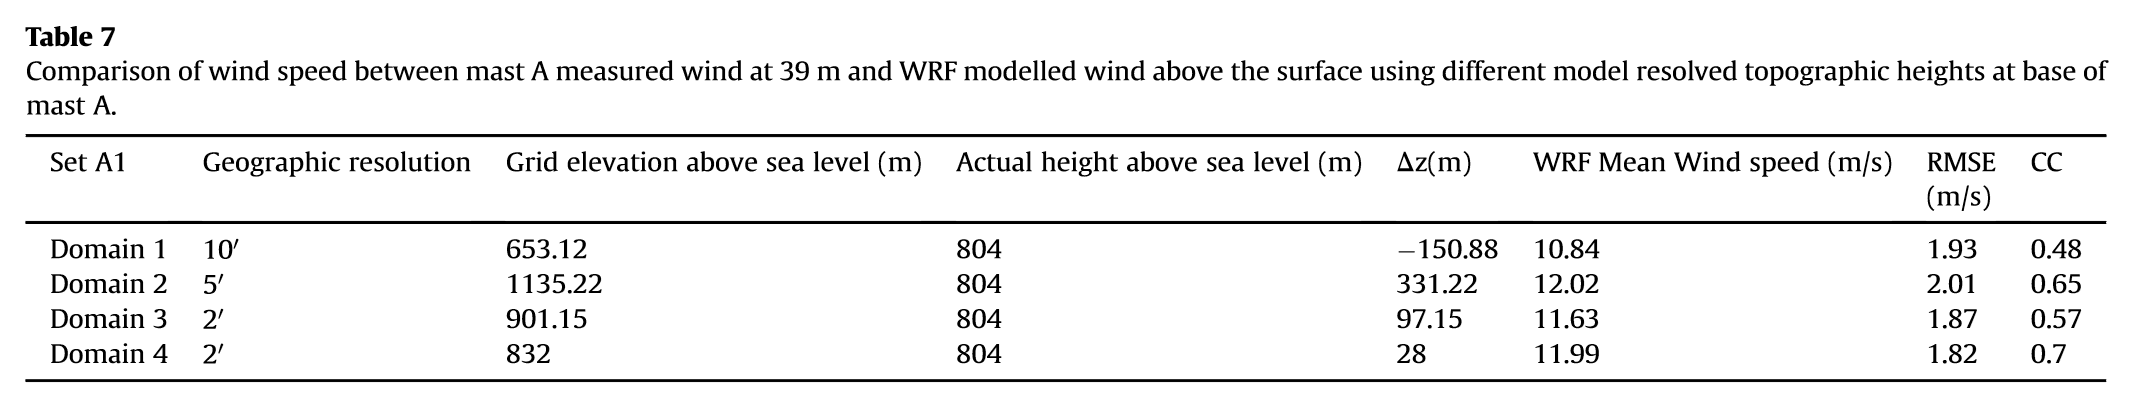 Table 7
Comparison of wind speed between mast A measured wind at 39 m and WRF modelled wind above the surface using different model resolved topographic heights at base of
mast A.
Set A1 Geographic resolution Grid elevation above sea level (m) Actual height above sea level (m) Δz(m) WRF Mean Wind speed (m/s) RMSE CC
(m/s)
Domain 1 10′ 653.12 804 −150.88 10.84 1.93 0.48
Domain 2 5′ 1135.22 804 331.22 12.02 2.01 0.65
Domain 3 2′ 901.15 804 97.15 11.63 1.87 0.57
Domain 4 2′ 832 804 28 11.99 1.82 0.7